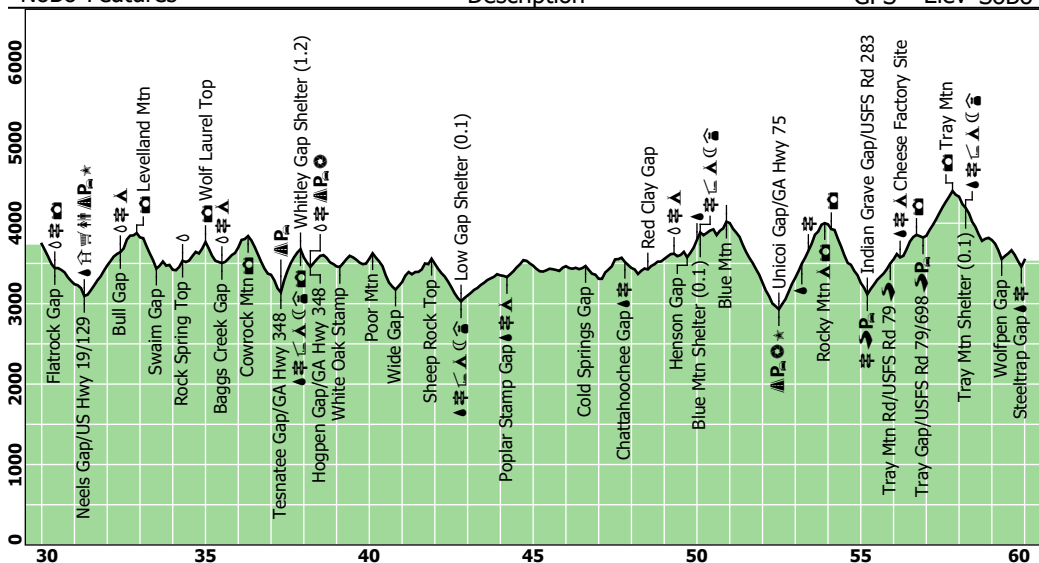 NoBo Features Description GPS Elev SoBo
6000
5000
4000
3000
2000
1000
0
Flatrock Gap
Neels Gap/US Hwy 19/129
Bull Gap
Levelland Mtn
Swaim Gap
Rock Spring Top
Wolf Laurel Top
Baggs Creek Gap
Cowrock Mtn
Tesnatee Gap/GA Hwy 348
P
Whitley Gap Shelter (1.2)
Hogpen Gap/GA Hwy 348
P
White Oak Stamp
Poor Mtn
Wide Gap
Sheep Rock Top
Low Gap Shelter (0.1)
Poplar Stamp Gap
Cold Springs Gap
Chattahoochee Gap
Red Clay Gap
Henson Gap
Blue Mtn Shelter (0.1)
Blue Mtn
Unicoi Gap/GA Hwy 75
P
Rocky Mtn
Indian Grave Gap/USFS Rd 283
P
Tray Mtn Rd/USFS Rd 79
Cheese Factory Site
Tray Gap/USFS Rd 79/698
P
Tray Mtn
Tray Mtn Shelter (0.1)
Wolfpen Gap
Steeltrap Gap
30 35 40 45 50 55 60